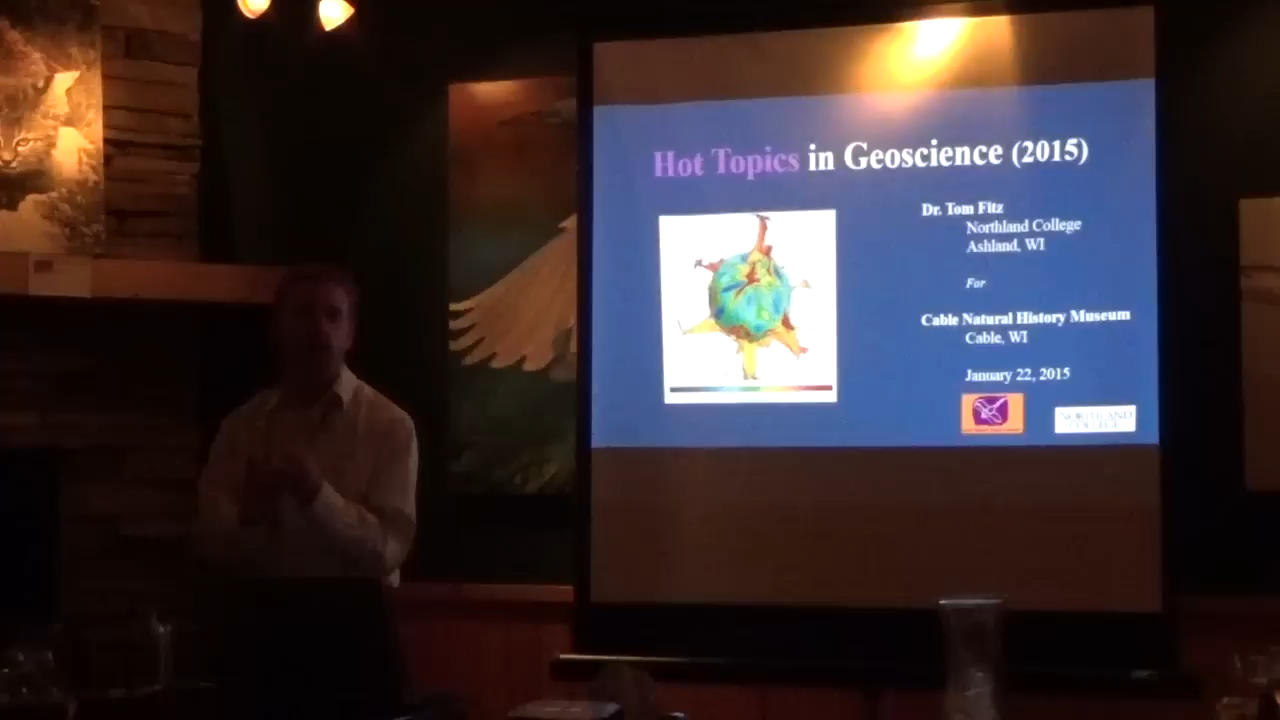 Hot Topics in Geoscience (2015)
Dr. Tom Fitz
Northland College
Ashland, WI
For
Cable Natural History Museum
Cable, WI
January 22, 2015
NORTHLAND
COLLEGE